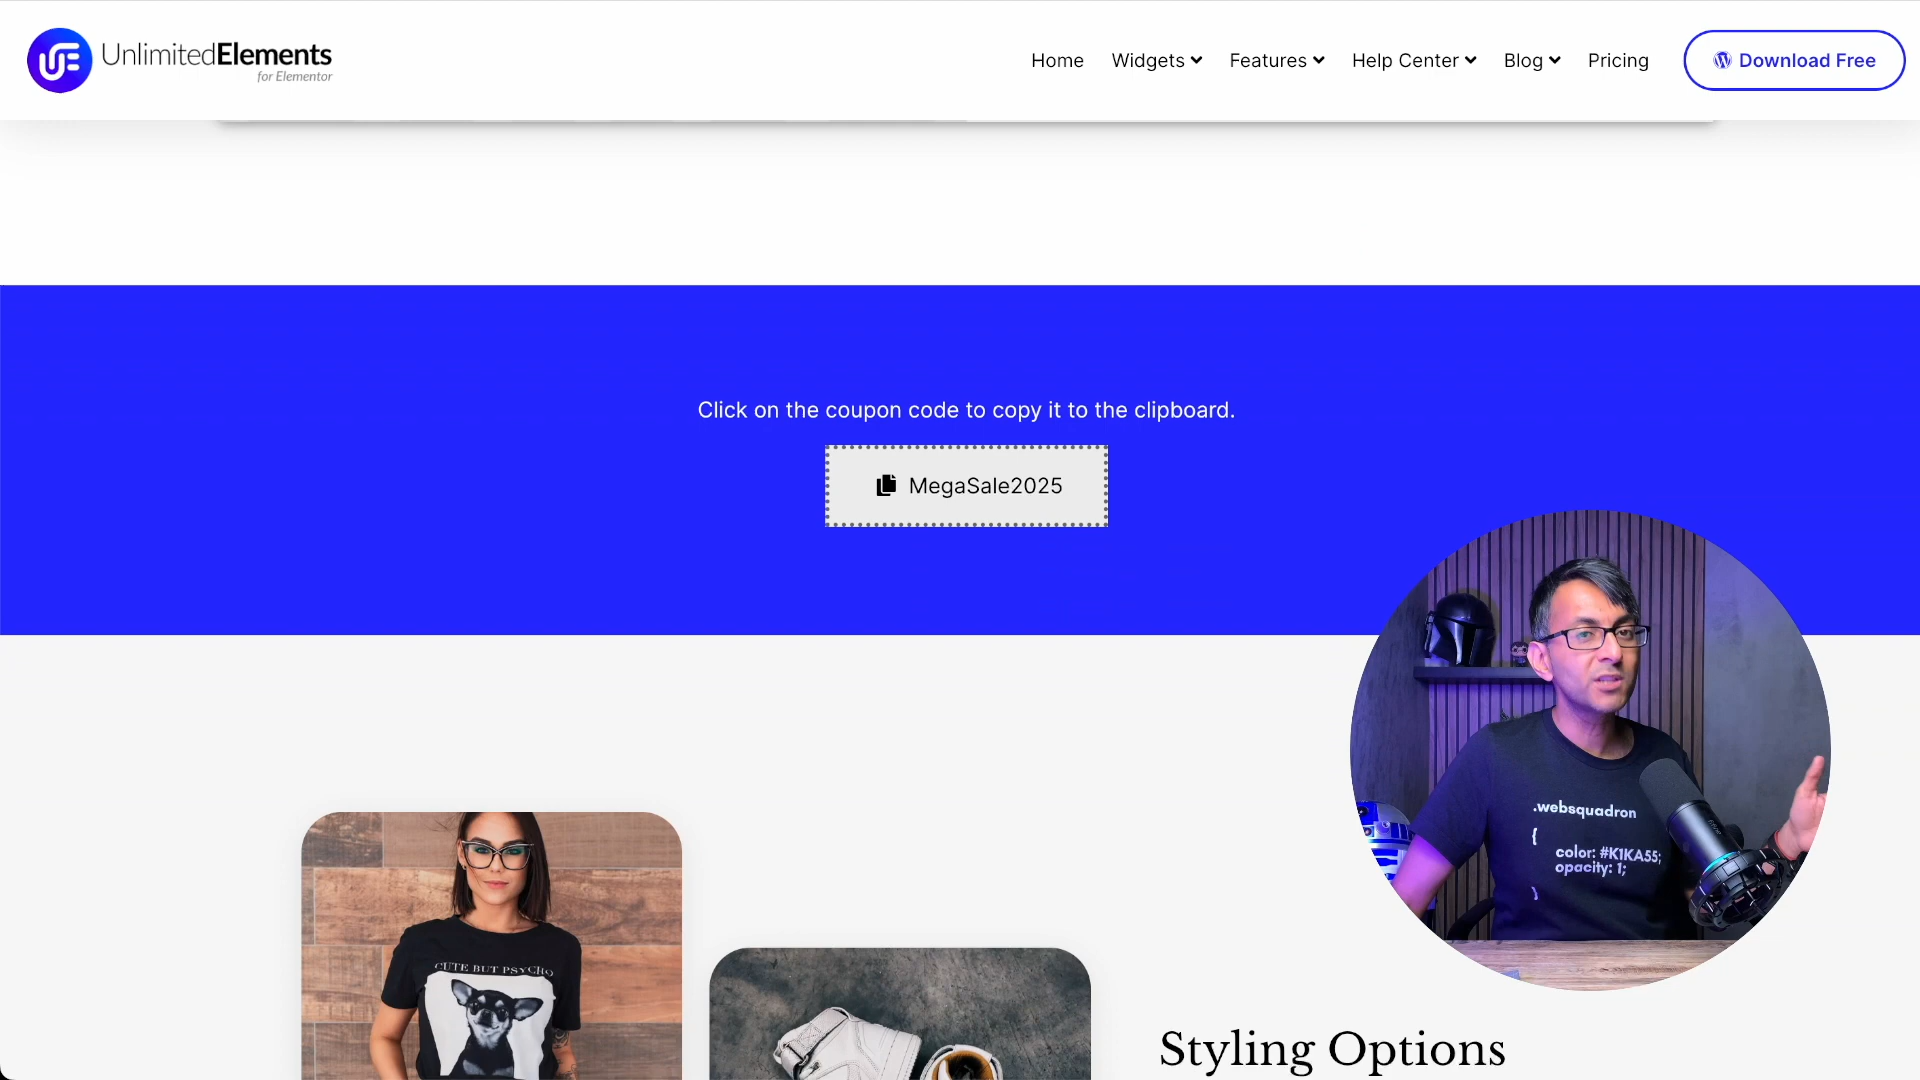 UnlimitedElements
for Elementor
Home Widgets Features Help Center Blog Pricing Download Free
Click on the coupon code to copy it to the clipboard.
MegaSale2025
.websquadron
{
color: #K1KA55;
opacity: 1;
}
CUTE BUT PSYCHO
Styling Options